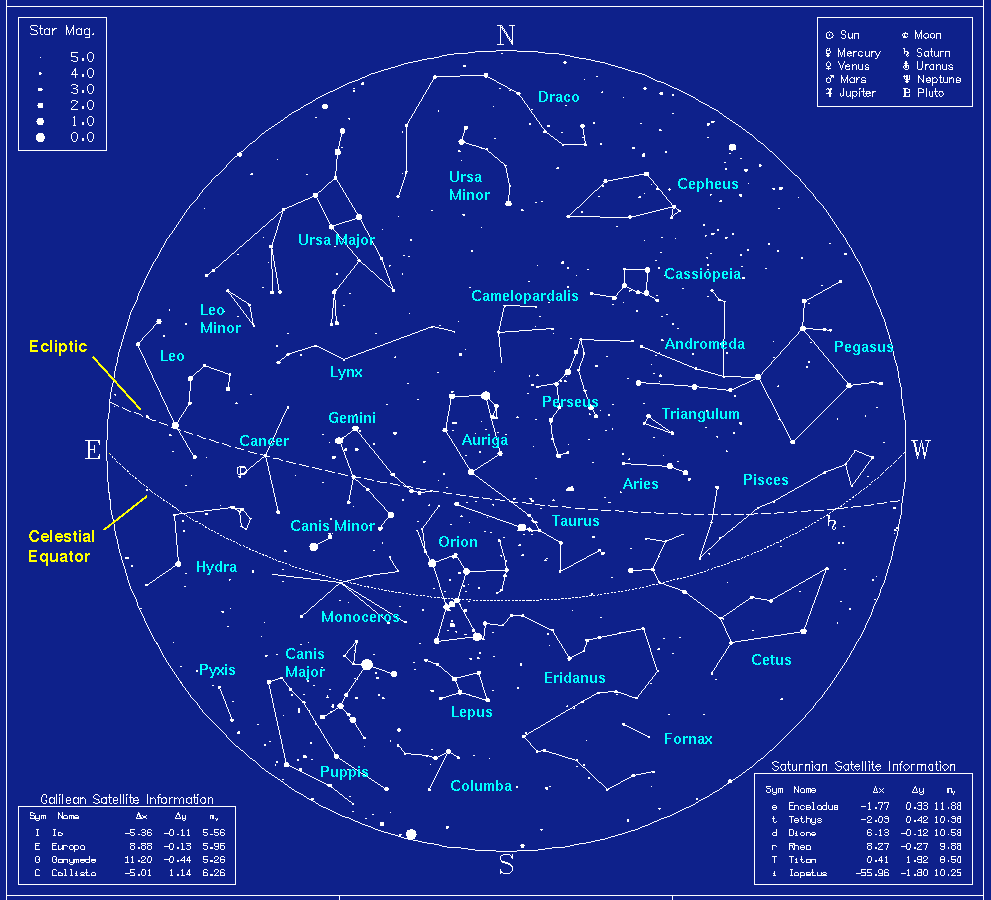 Star Mag.
5.0
4.0
3.0
2.0
1.0
0.0
N
☉ Sun
Moon
☿ Mercury
♄ Saturn
♀ Venus
Uranus
♂ Mars
♆ Neptune
♃ Jupiter
Pluto
Draco
Ursa
Minor
Cepheus
Ursa Major
Cassiopeia
Camelopardalis
Leo
Minor
Ecliptic
Leo
Lynx
Andromeda
Pegasus
Perseus
Triangulum
Gemini
Cancer
Auriga
E
W
Aries
Pisces
Canis Minor
Taurus
♄
Celestial
Equator
Orion
Hydra
Monoceros
Canis
Major
Pyxis
Cetus
Eridanus
Lepus
Fornax
Puppis
Columba
S
Galilean Satellite Information
Sym Name Δx Δy m,
I Io -5.36 -0.11 5.56
E Europa 8.88 -0.13 5.96
G Ganymede 11.20 -0.44 5.26
C Callisto -5.01 1.14 6.26
Saturnian Satellite Information
Sym Name Δx Δy m,
e Enceladus -1.77 0.33 11.88
t Tethys -2.09 0.42 10.38
d Dione 6.13 -0.12 10.58
r Rhea 8.27 -0.27 9.88
T Titan 0.41 1.92 8.50
i Iapetus -55.96 -1.80 10.25